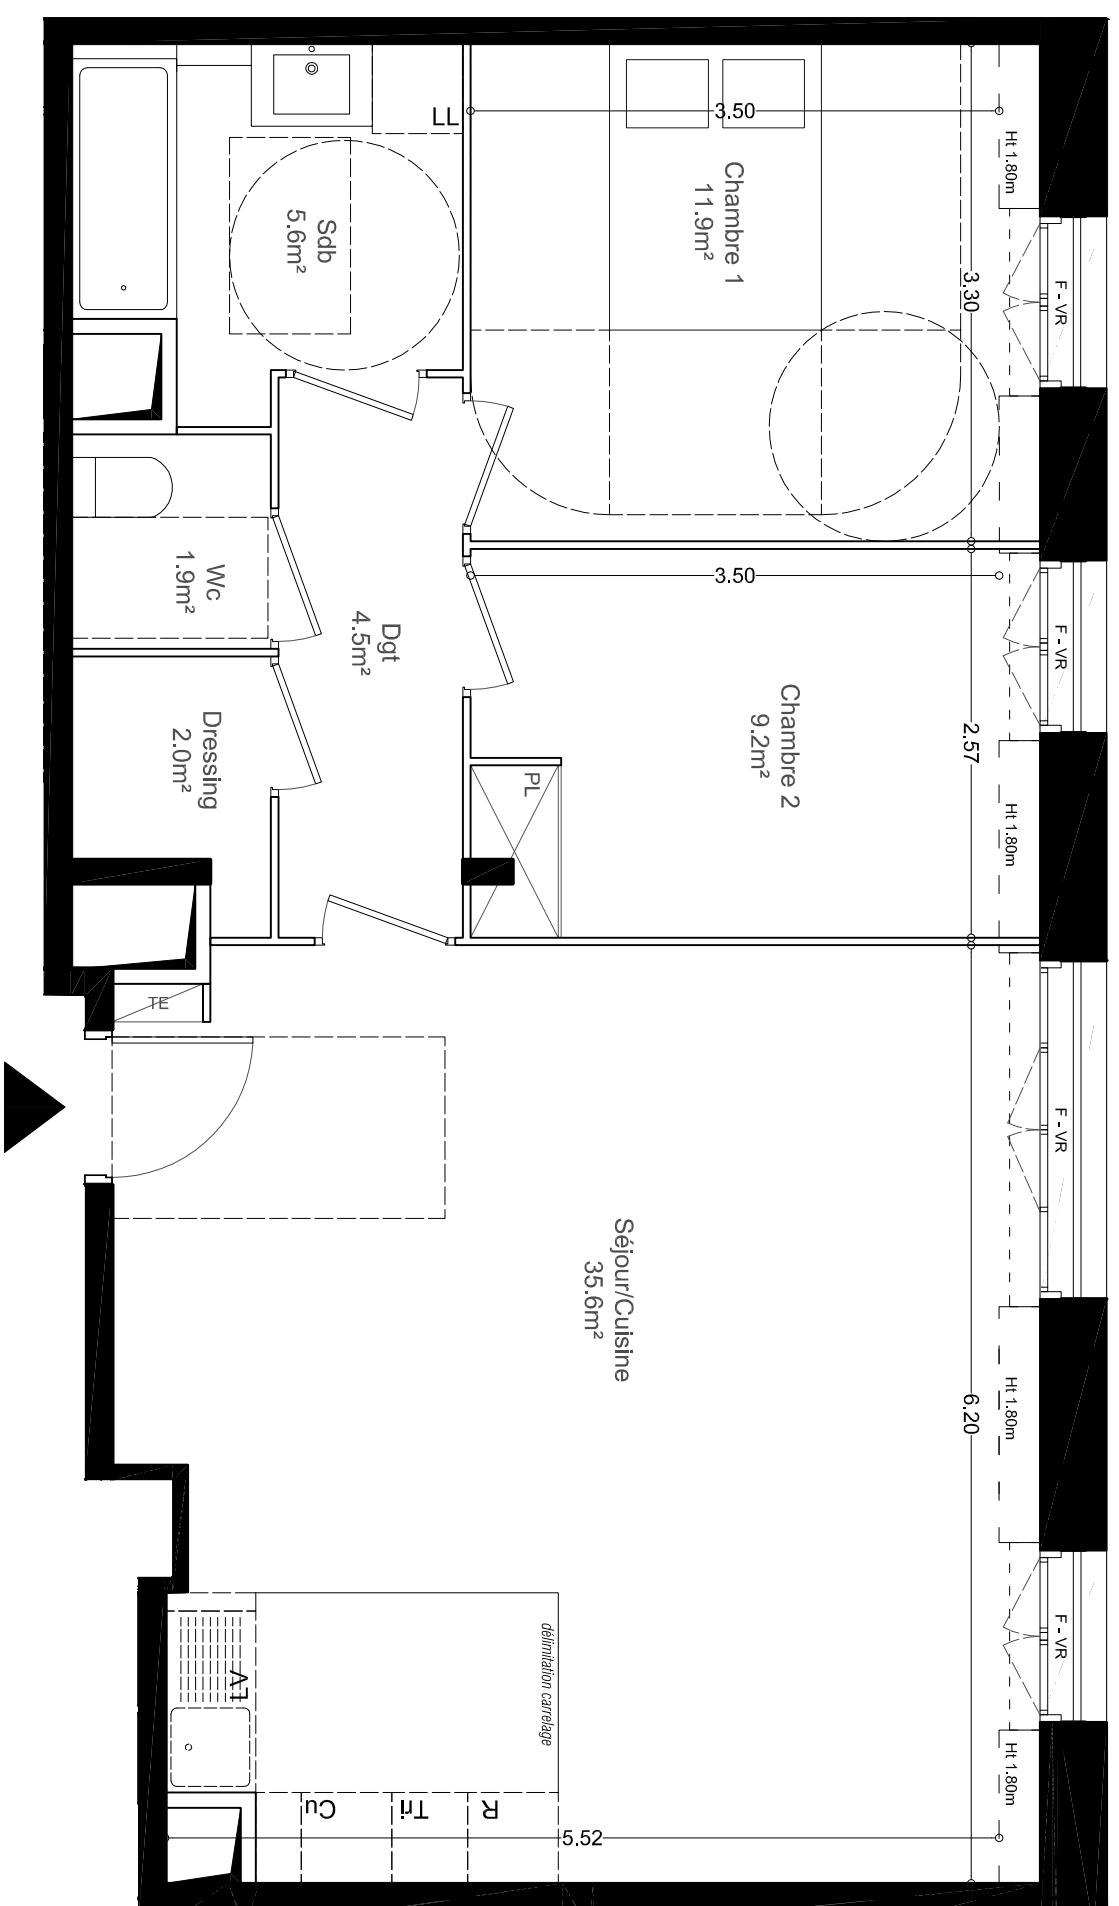 LL
3.50
Ht 1.80m
Chambre 1
11.9m²
Sdb
5.6m²
3.30
F - VR
Wc
1.9m²
3.50
Dgt
4.5m²
F - VR
Chambre 2
9.2m²
2.57
Dressing
2.0m²
PL
Ht 1.80m
TE
F - VR
Séjour/Cuisine
35.6m²
Ht 1.80m
6.20
délimitation carrelage
F - VR
LV
Ht 1.80m
Cu
Tri
R
5.52